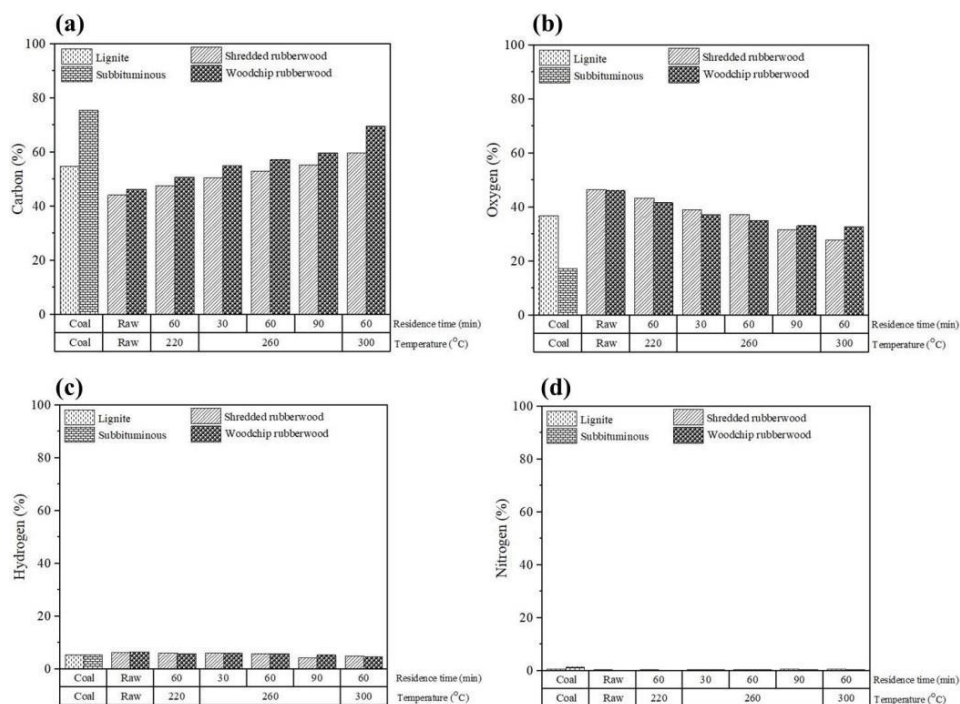 (a)
100
80
60
40
20
0
Carbon (%)
Lignite
Subbituminous
Shredded rubberwood
Woodchip rubberwood
Coal Raw 60 30 60 90 60 Residence time (min)
Coal Raw 220 260 300 Temperature (°C)
(b)
100
80
60
40
20
0
Oxygen (%)
Lignite
Subbituminous
Shredded rubberwood
Woodchip rubberwood
Coal Raw 60 30 60 90 60 Residence time (min)
Coal Raw 220 260 300 Temperature (°C)
(c)
100
80
60
40
20
0
Hydrogen (%)
Lignite
Subbituminous
Shredded rubberwood
Woodchip rubberwood
Coal Raw 60 30 60 90 60 Residence time (min)
Coal Raw 220 260 300 Temperature (°C)
(d)
100
80
60
40
20
0
Nitrogen (%)
Lignite
Subbituminous
Shredded rubberwood
Woodchip rubberwood
Coal Raw 60 30 60 90 60 Residence time (min)
Coal Raw 220 260 300 Temperature (°C)